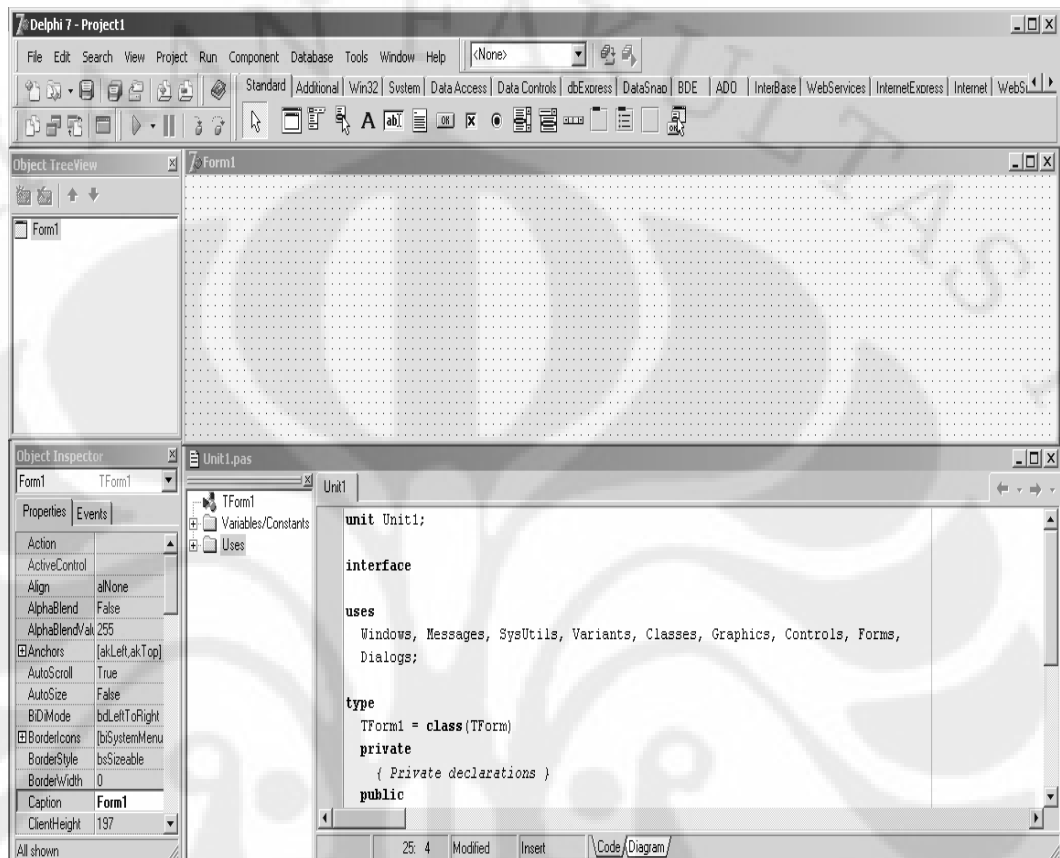 Delphi 7 - Project1
File Edit Search View Project Run Component Database Tools Window Help <None>
Standard Additional Win32 System Data Access Data Controls dbExpress DataSnap BDE ADO InterBase WebServices InternetExpress Internet WebSi
Object TreeView
Form1
Form1
Object Inspector
Form1 TForm1
Properties Events
Action
ActiveControl
Align alNone
AlphaBlend False
AlphaBlendValu 255
Anchors [akLeft,akTop]
AutoScroll True
AutoSize False
BiDiMode bdLeftToRight
BorderIcons [biSystemMenu
BorderStyle bsSizeable
BorderWidth 0
Caption Form1
ClientHeight 197
All shown
Unit1.pas
TForm1
Variables/Constants
Uses
Unit1
unit Unit1;
interface
uses
Windows, Messages, SysUtils, Variants, Classes, Graphics, Controls, Forms,
Dialogs;
type
TForm1 = class(TForm)
private
{ Private declarations }
public
25: 4 Modified Insert Code Diagram
FAKULTAS